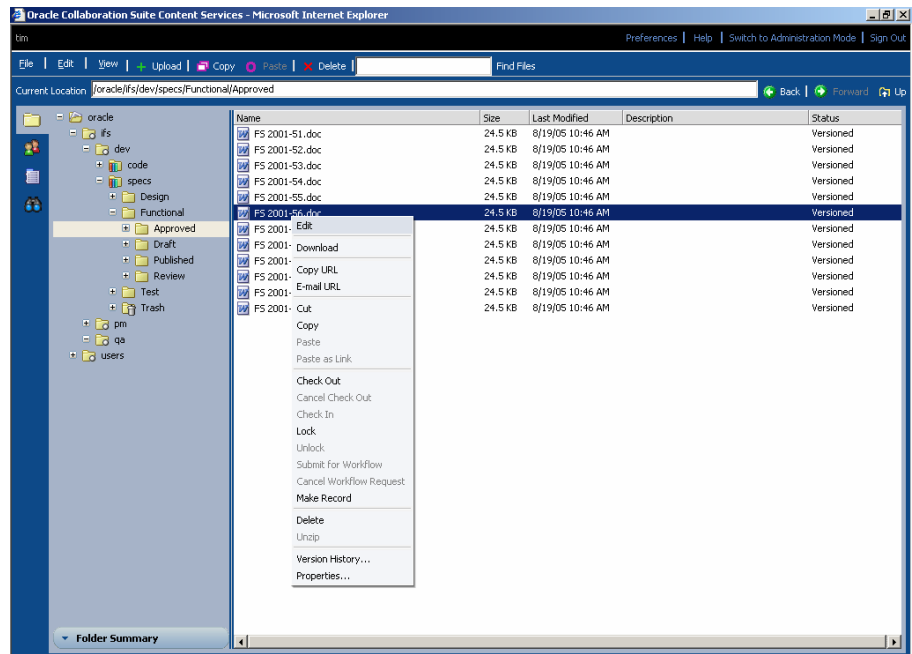 Oracle Collaboration Suite Content Services - Microsoft Internet Explorer
tim Preferences | Help | Switch to Administration Mode | Sign Out
File | Edit | View | Upload | Copy Paste | Delete | Find Files
Current Location /oracle/ifs/dev/specs/Functional/Approved Back | Forward Up
oracle
ifs
dev
code
specs
Design
Functional
Approved
Draft
Published
Review
Test
Trash
pm
qa
users
Folder Summary
Name Size Last Modified Description Status
FS 2001-51.doc 24.5 KB 8/19/05 10:46 AM Versioned
FS 2001-52.doc 24.5 KB 8/19/05 10:46 AM Versioned
FS 2001-53.doc 24.5 KB 8/19/05 10:46 AM Versioned
FS 2001-54.doc 24.5 KB 8/19/05 10:46 AM Versioned
FS 2001-55.doc 24.5 KB 8/19/05 10:46 AM Versioned
FS 2001-56.doc 24.5 KB 8/19/05 10:46 AM Versioned
FS 2001- 24.5 KB 8/19/05 10:46 AM Versioned
FS 2001- 24.5 KB 8/19/05 10:46 AM Versioned
FS 2001- 24.5 KB 8/19/05 10:46 AM Versioned
FS 2001- 24.5 KB 8/19/05 10:46 AM Versioned
FS 2001- 24.5 KB 8/19/05 10:46 AM Versioned
FS 2001- 24.5 KB 8/19/05 10:46 AM Versioned
Edit
Download
Copy URL
E-mail URL
Cut
Copy
Paste
Paste as Link
Check Out
Cancel Check Out
Check In
Lock
Unlock
Submit for Workflow
Cancel Workflow Request
Make Record
Delete
Unzip
Version History...
Properties...